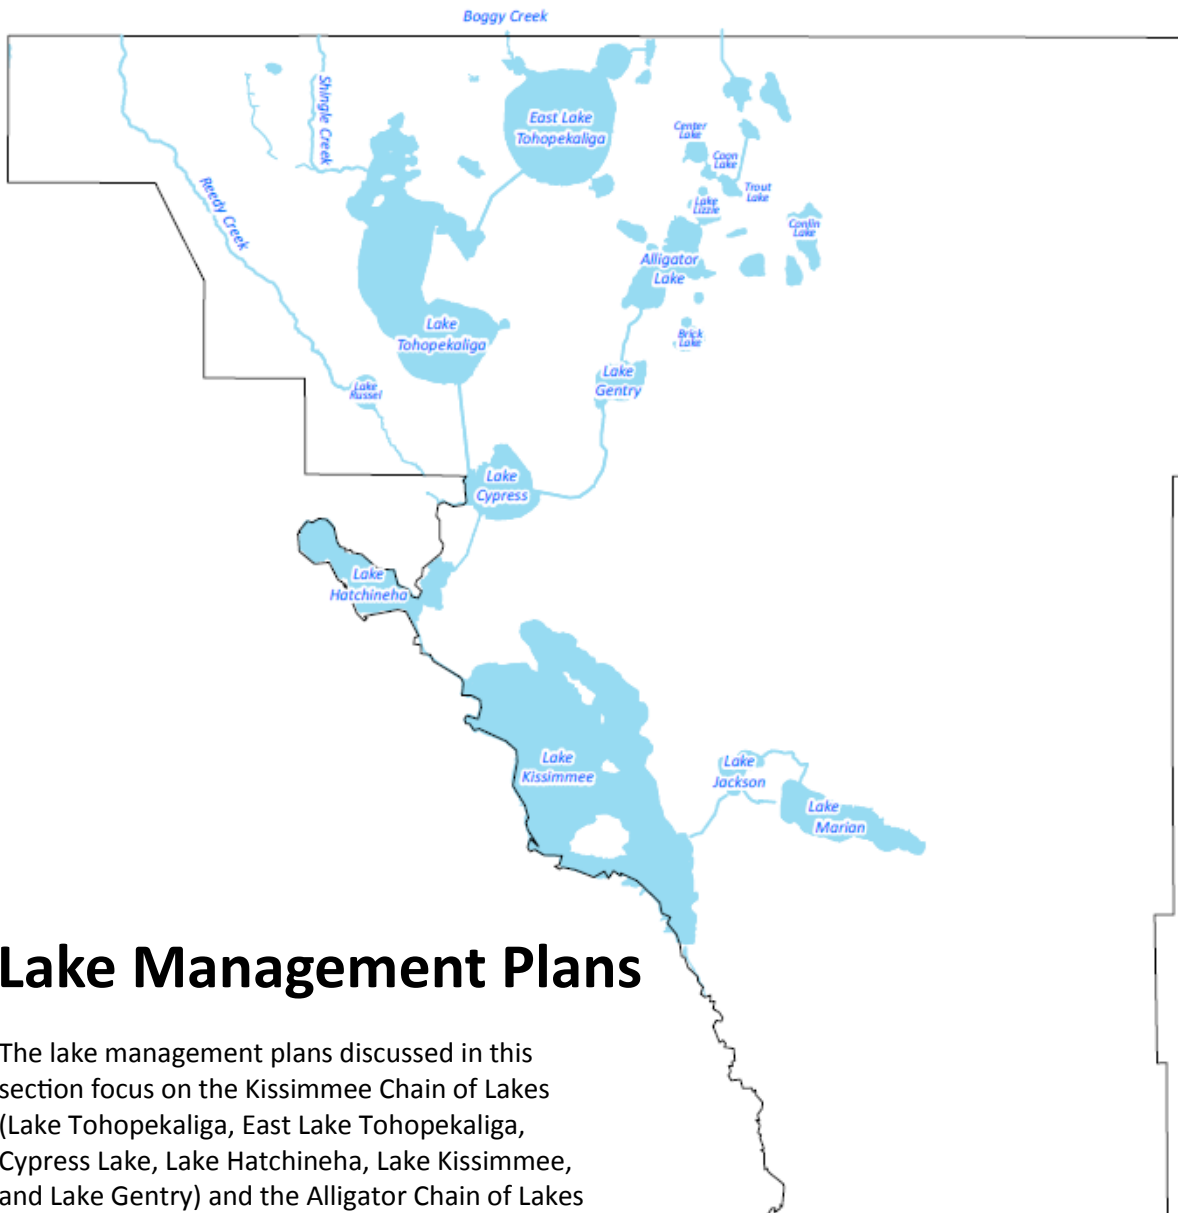 Boggy Creek
Shingle Creek
East Lake
Tohopekaliga
Center
Lake
Coon
Lake
Trout
Lake
Lake
Lizzie
Conlin
Lake
Reedy Creek
Alligator
Lake
Lake
Tohopekaliga
Brick
Lake
Lake
Gentry
Lake
Russel
Lake
Cypress
Lake
Hatchineha
Lake
Kissimmee
Lake
Jackson
Lake
Marian
Lake Management Plans
The lake management plans discussed in this
section focus on the Kissimmee Chain of Lakes
(Lake Tohopekaliga, East Lake Tohopekaliga,
Cypress Lake, Lake Hatchineha, Lake Kissimmee,
and Lake Gentry) and the Alligator Chain of Lakes